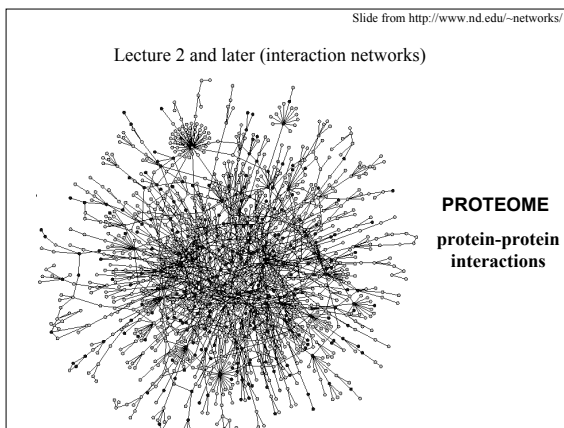 Slide from http://www.nd.edu/~networks/
Lecture 2 and later (interaction networks)
PROTEOME
protein-protein
interactions